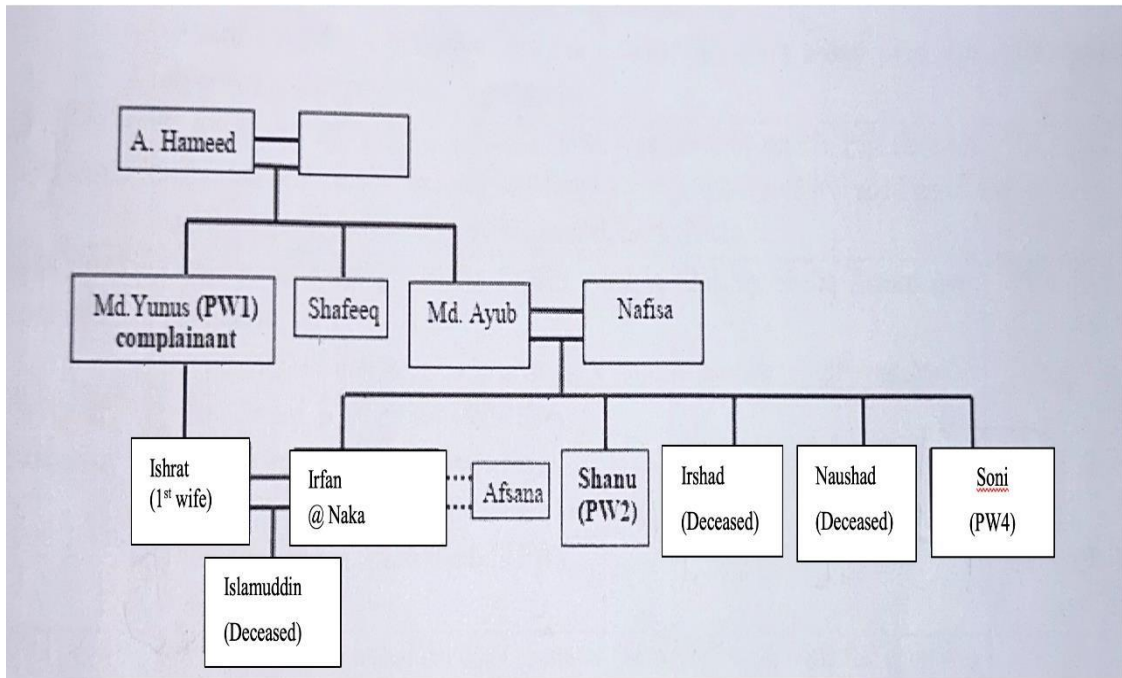 A. Hameed
Md.Yunus (PW1)
complainant
Shafeeq
Md. Ayub
Nafisa
Ishrat
(1st wife)
Irfan
@ Naka
Afsana
Shanu
(PW2)
Irshad
(Deceased)
Naushad
(Deceased)
Soni
(PW4)
Islamuddin
(Deceased)